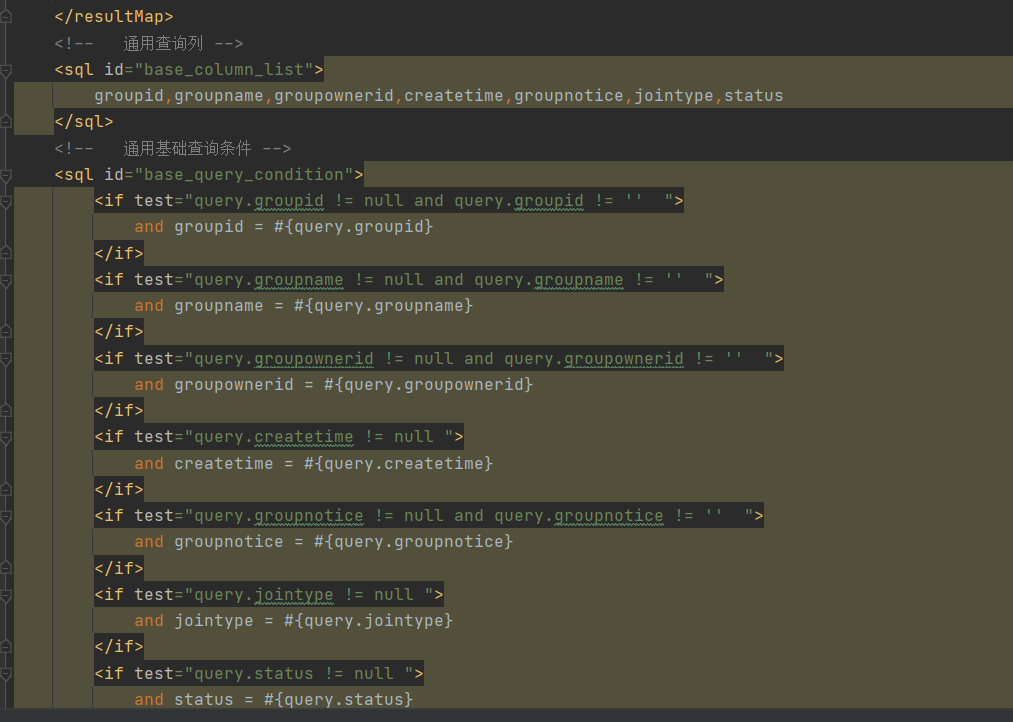 </resultMap>
<!--   通用查询列 -->
<sql id="base_column_list">
groupid,groupname,groupownerid,createtime,groupnotice,jointype,status
</sql>
<!--   通用基础查询条件 -->
<sql id="base_query_condition">
<if test="query.groupid != null and query.groupid != ''  ">
and groupid = #{query.groupid}
</if>
<if test="query.groupname != null and query.groupname != ''  ">
and groupname = #{query.groupname}
</if>
<if test="query.groupownerid != null and query.groupownerid != ''  ">
and groupownerid = #{query.groupownerid}
</if>
<if test="query.createtime != null ">
and createtime = #{query.createtime}
</if>
<if test="query.groupnotice != null and query.groupnotice != ''  ">
and groupnotice = #{query.groupnotice}
</if>
<if test="query.jointype != null ">
and jointype = #{query.jointype}
</if>
<if test="query.status != null ">
and status = #{query.status}